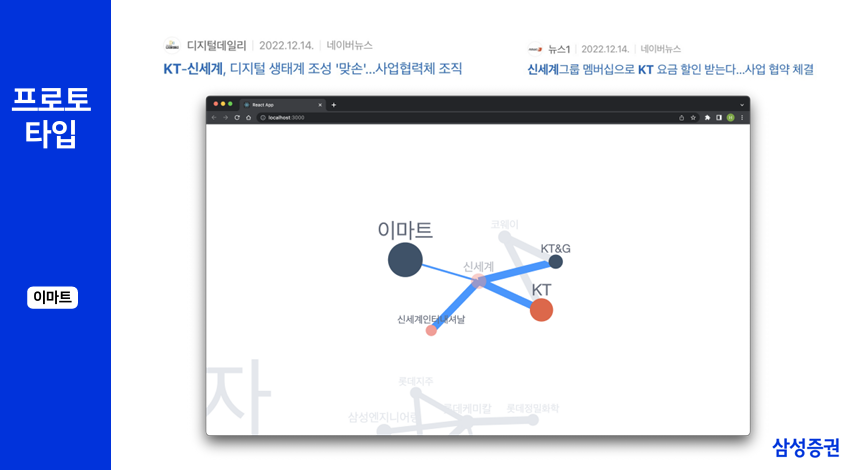 프로토
타입
이마트
디지털데일리 | 2022.12.14. | 네이버뉴스
KT-신세계, 디지털 생태계 조성 '맞손'...사업협력체 조직
뉴스1 | 2022.12.14. | 네이버뉴스
신세계그룹 멤버십으로 KT 요금 할인 받는다...사업 협약 체결
React App
localhost:3000
이마트
코웨이
KT&G
신세계
KT
신세계인터내셔날
자
롯데지주
삼성엔지니어링
롯데케미칼
롯데정밀화학
삼성증권